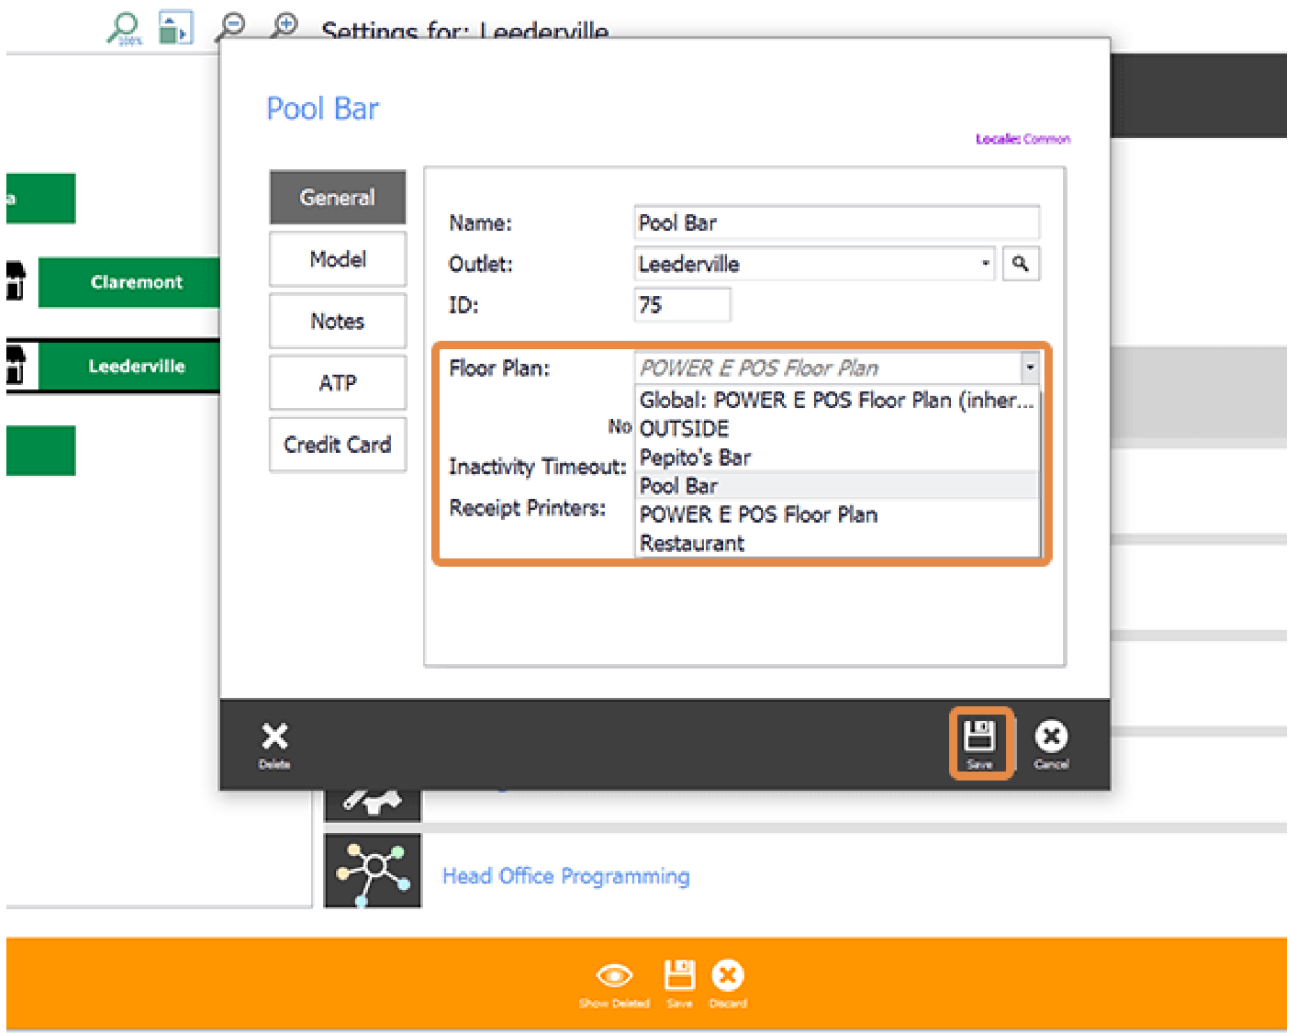 100%
Settings for: Leederville
Pool Bar
Locale: Common
a
Claremont
Leederville
General
Model
Notes
ATP
Credit Card
Name: Pool Bar
Outlet: Leederville
ID: 75
Floor Plan: POWER E POS Floor Plan
Global: POWER E POS Floor Plan (inher...
No OUTSIDE
Pepito's Bar
Inactivity Timeout:
Pool Bar
Receipt Printers:
POWER E POS Floor Plan
Restaurant
Delete
Save
Cancel
Head Office Programming
Show Deleted Save Discard